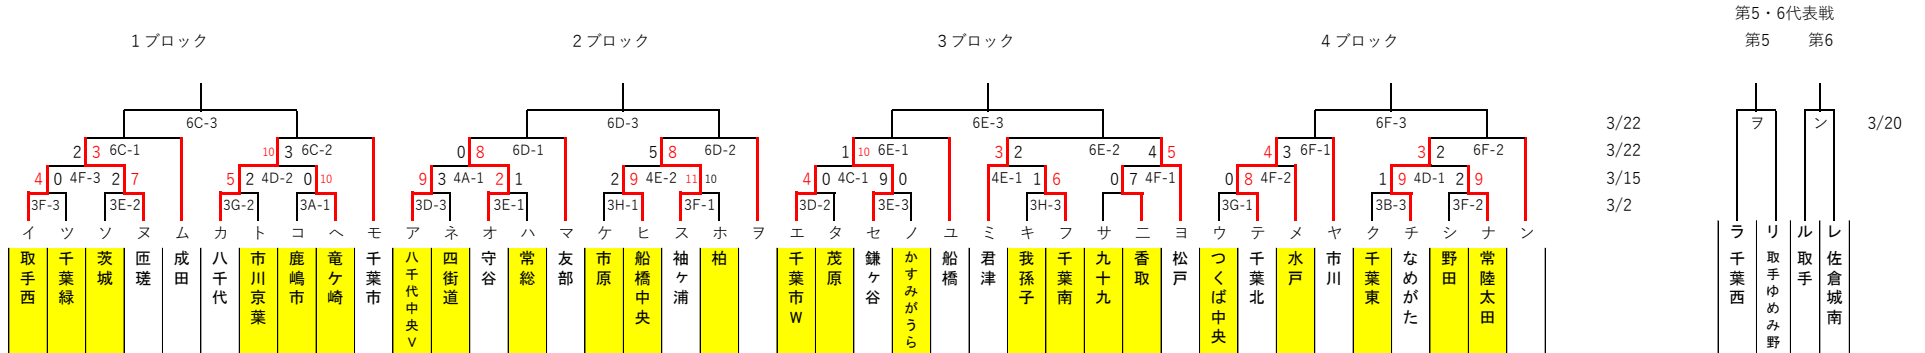 第5・6代表戦
1ブロック 2ブロック 3ブロック 4ブロック 第5 第6
6C-3 6D-3 6E-3 6F-3 3/22 ヲ ン 3/20
2 3 6C-1 10 3 6C-2 0 8 6D-1 5 8 6D-2 1 10 6E-1 3 2 6E-2 4 5 4 3 6F-1 3 2 6F-2 3/22
4 0 4F-3 2 7 5 2 4D-2 0 10 9 3 4A-1 2 1 2 9 4E-2 11 10 4 0 4C-1 9 0 4E-1 1 6 0 7 4F-1 0 8 4F-2 1 9 4D-1 2 9 3/15
3F-3 3E-2 3G-2 3A-1 3D-3 3E-1 3H-1 3F-1 3D-2 3E-3 3H-3 3G-1 3B-3 3F-2 3/2
イ ツ ソ ヌ ム カ ト コ ヘ モ ア ネ オ ハ マ ケ ヒ ス ホ ヲ エ タ セ ノ ユ ミ キ フ サ ニ ヨ ウ テ メ ヤ ク チ シ ナ ン ラ リ ル レ
取手西
千葉緑
茨城
匝瑳
成田
八千代
市川京葉
鹿嶋市
竜ケ崎
千葉市
八千代中央V
四街道
守谷
常総
友部
市原
船橋中央
袖ヶ浦
柏
千葉市W
茂原
鎌ヶ谷
かすみがうら
船橋
君津
我孫子
千葉南
九十九
香取
松戸
つくば中央
千葉北
水戸
市川
千葉東
なめがた
野田
常陸太田
千葉西
取手ゆめみ野
取手
佐倉城南